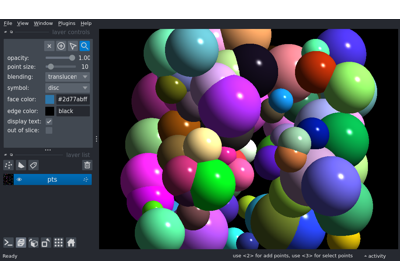 File View Window Plugins Help
layer controls
opacity: 1.00
point size: 10
blending: translucen
symbol: disc
face color: #2d77abff
edge color: black
display text:
out of slice:
layer list
pts
Ready use <2> for add points, use <3> for select points activity